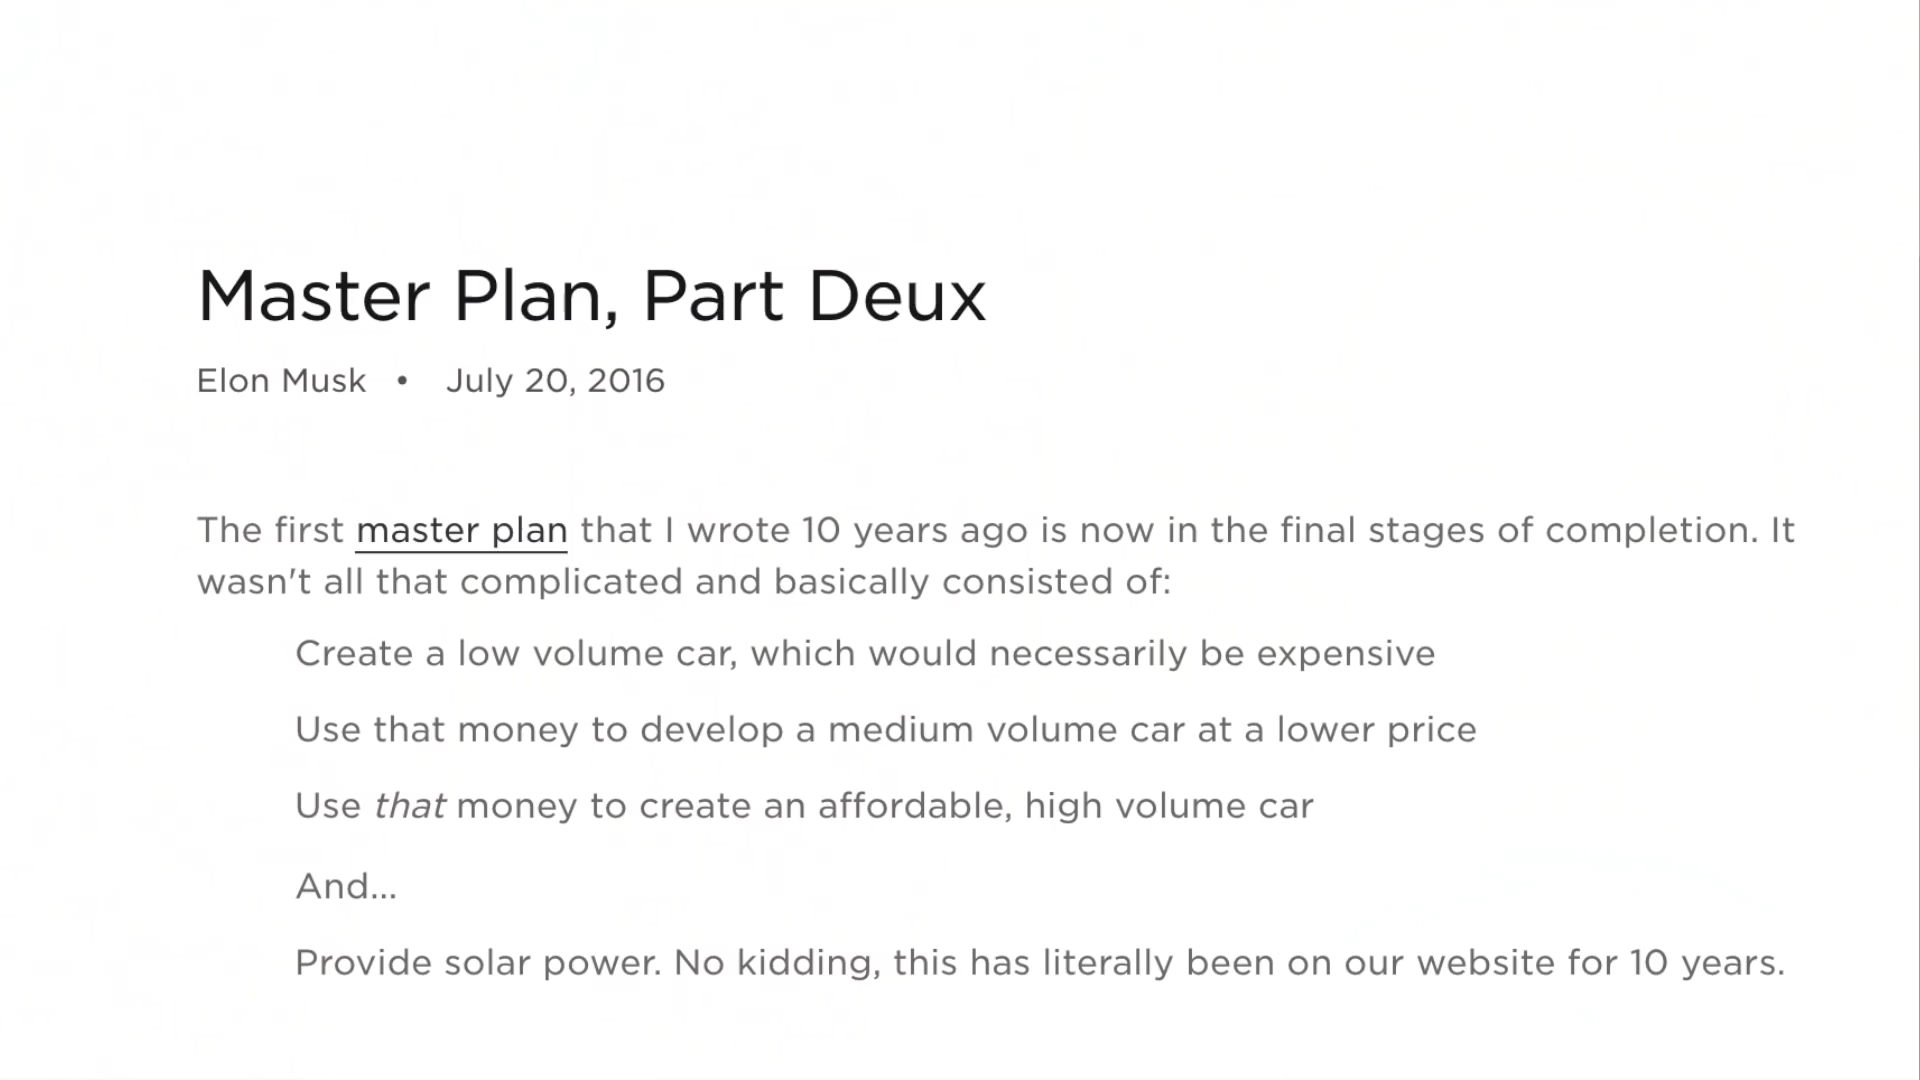 Master Plan, Part Deux
Elon Musk • July 20, 2016
The first master plan that I wrote 10 years ago is now in the final stages of completion. It
wasn't all that complicated and basically consisted of:
Create a low volume car, which would necessarily be expensive
Use that money to develop a medium volume car at a lower price
Use that money to create an affordable, high volume car
And...
Provide solar power. No kidding, this has literally been on our website for 10 years.